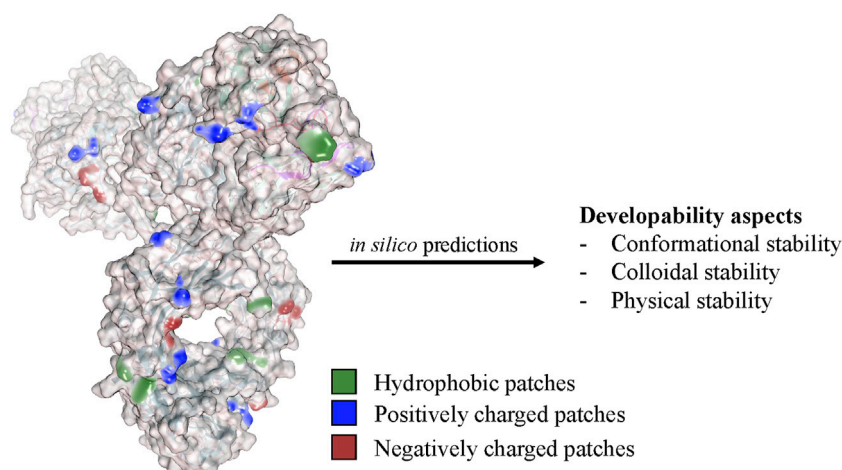 in silico predictions
Developability aspects
- Conformational stability
- Colloidal stability
- Physical stability
Hydrophobic patches
Positively charged patches
Negatively charged patches